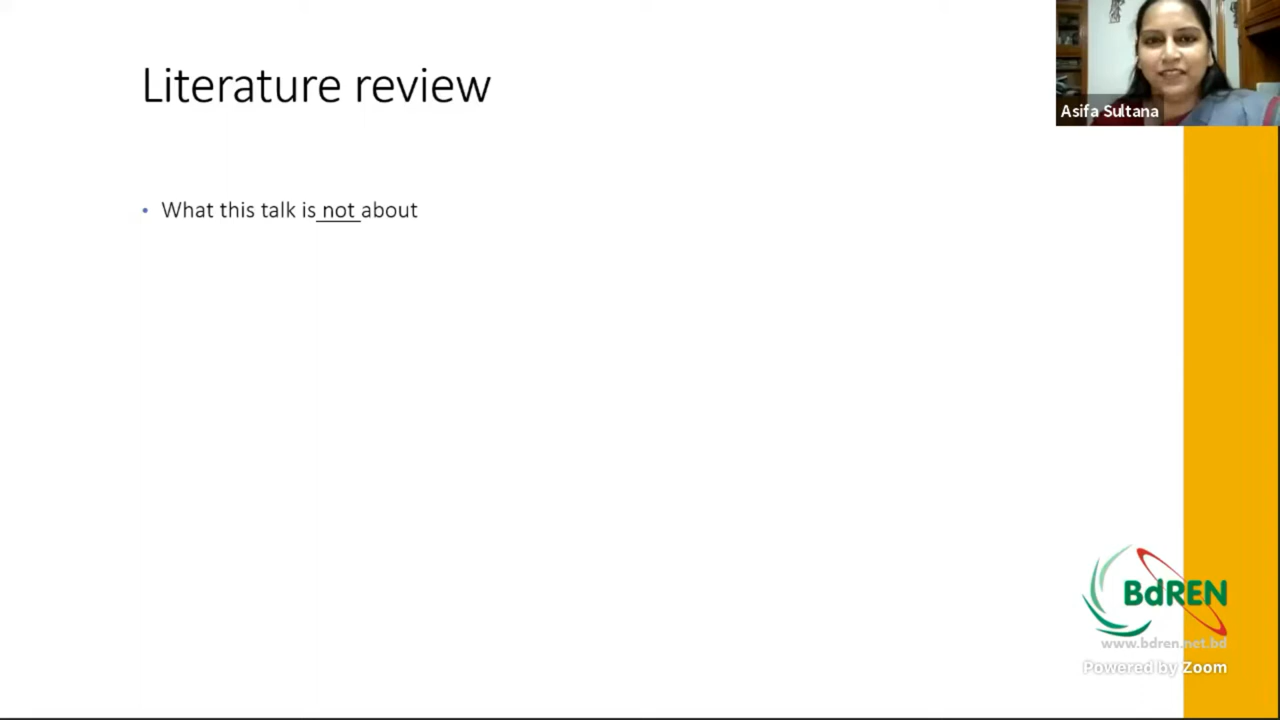 Literature review
Asifa Sultana
• What this talk is not about
BdREN
www.bdren.net.bd
Powered by Zoom